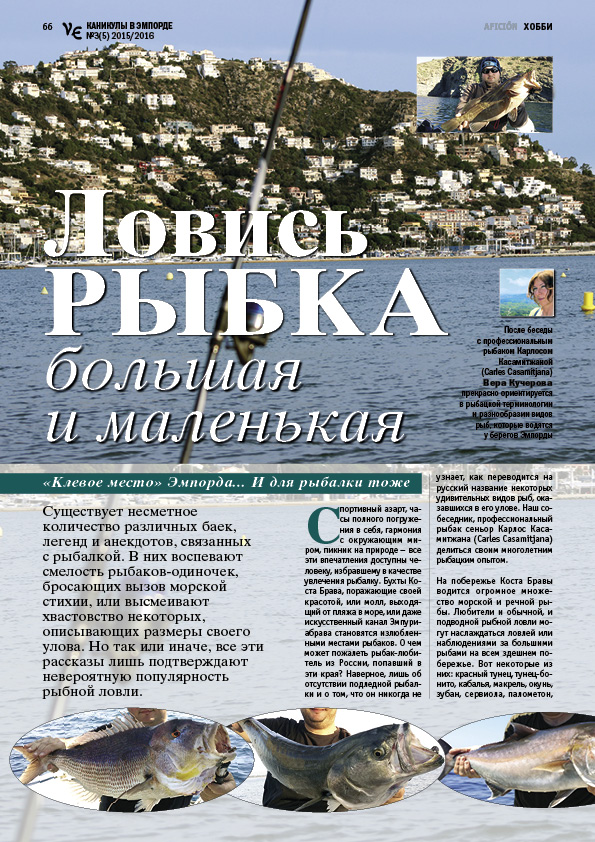 66
КАНИКУЛЫ В ЭМПОРДЕ
№3(5) 2015/2016
AFICIÓN ХОББИ
Ловись
РЫБКА
большая
и маленькая
После беседы
с профессиональным
рыбаком Карлосом
Касамитжаной
(Carles Casamitjana)
Вера Кучерова
прекрасно ориентируется
в рыбацкой терминологии
и разнообразии видов
рыб, которые водятся
у берегов Эмпорды
«Клевое место» Эмпорда... И для рыбалки тоже
Существует несметное
количество различных баек,
легенд и анекдотов, связанных
с рыбалкой. В них воспевают
смелость рыбаков-одиночек,
бросающих вызов морской
стихии, или высмеивают
хвастовство некоторых,
описывающих размеры своего
улова. Но так или иначе, все эти
рассказы лишь подтверждают
невероятную популярность
рыбной ловли.
Спортивный азарт, ча-
сы полного погруже-
ния в себя, гармония
с окружающим ми-
ром, пикник на природе – все
эти впечатления доступны че-
ловеку, избравшему в качестве
увлечения рыбалку. Бухты Ко-
ста Брава, поражающие своей
красотой, или молл, выходя-
щий от пляжа в море, или даже
искусственный канал Эмпури-
абрава становятся излюблен-
ными местами рыбаков. О чем
может пожалеть рыбак-люби-
тель из России, попавший в
эти края? Наверное, лишь об
отсутствии подледной рыбал-
ки и о том, что он никогда не
узнает, как переводится на
русский название некоторых
удивительных видов рыб, ока-
завшихся в его улове. Наш со-
беседник, профессиональный
рыбак сеньор Карлос Каса-
митжана (Carles Casamitjana)
делиться своим многолетним
рыбацким опытом.
На побережье Коста Бравы
водится огромное множе-
ство морской и речной ры-
бы. Любители и обычной, и
подводной рыбной ловли мо-
гут наслаждаться ловлей или
наблюдениями за большими
рыбами на всем здешнем по-
бережье. Вот некоторые из
них: красный тунец, тунец-бо-
нито, кабалья, макрель, окунь,
зубан, сервиола, палометон,